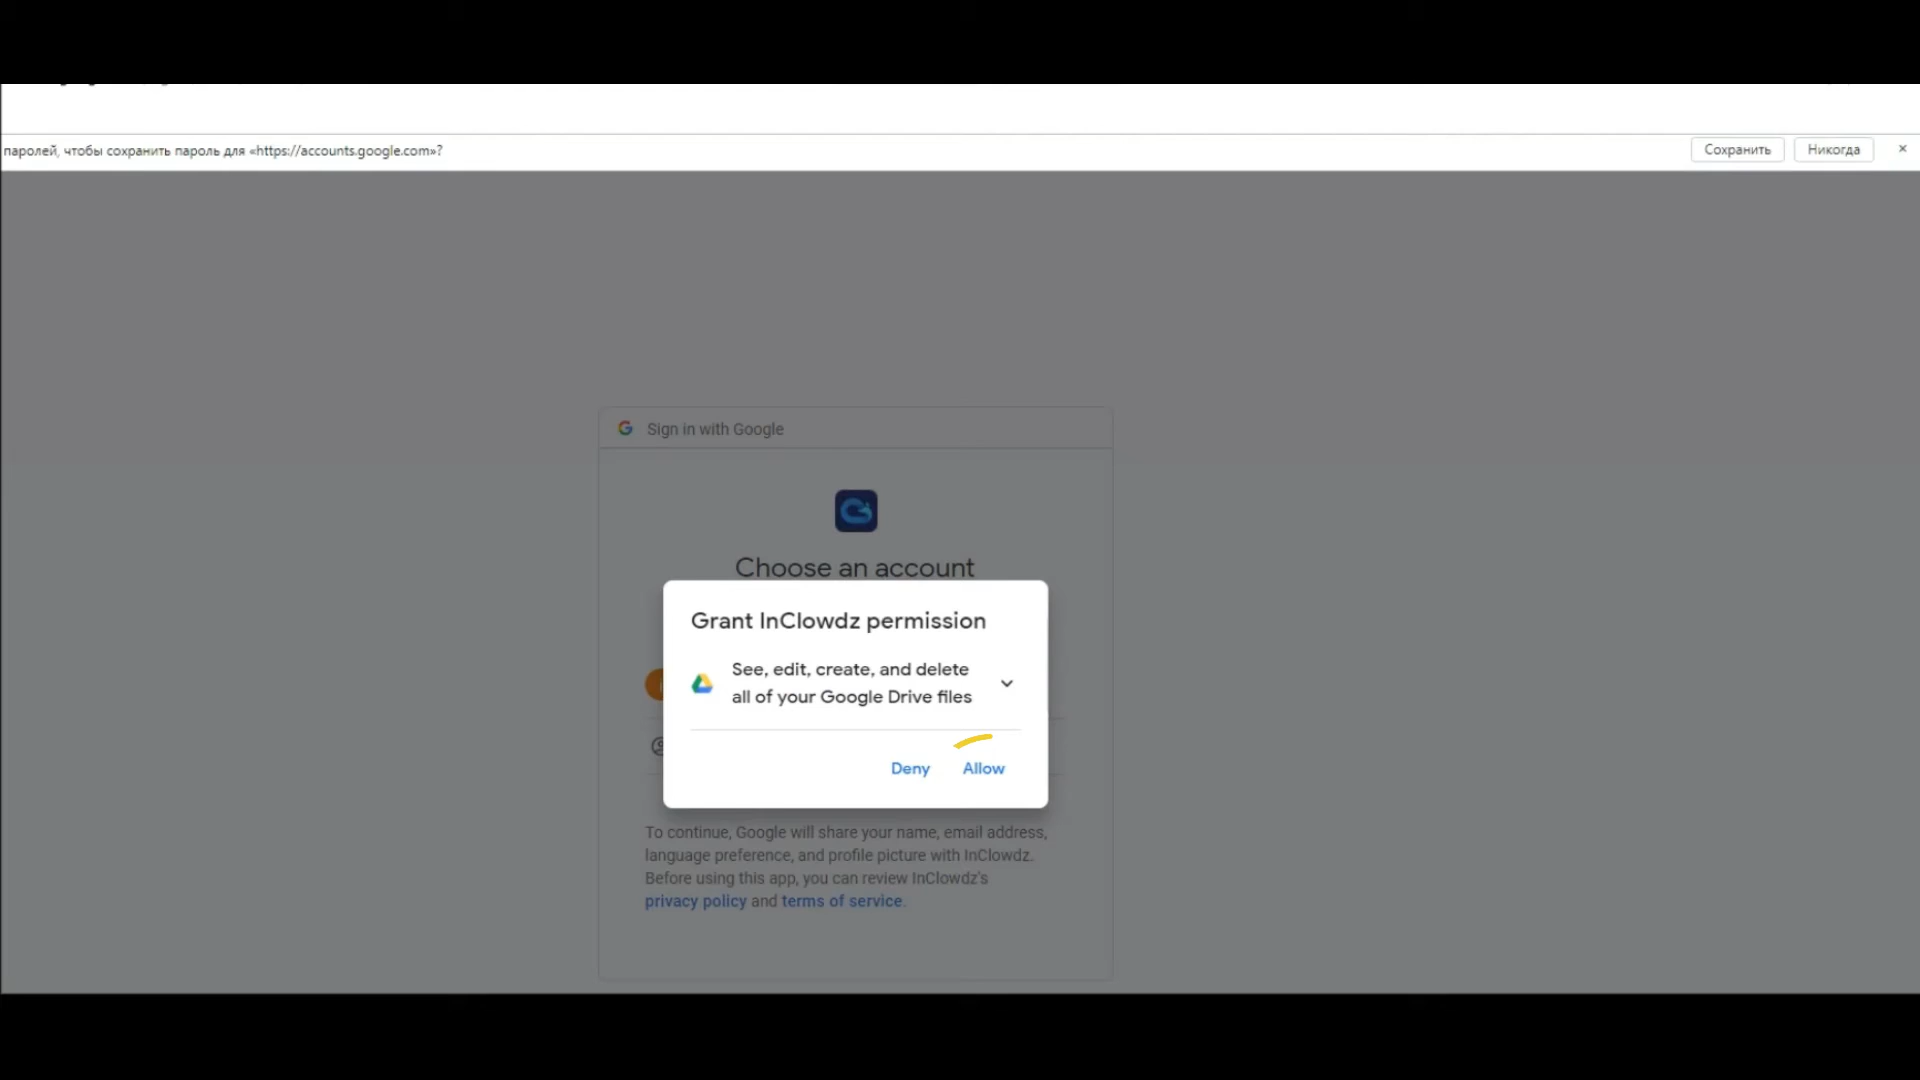 паролей, чтобы сохранить пароль для «https://accounts.google.com»?
Сохранить
Никогда
Sign in with Google
Choose an account
Grant InClowdz permission
See, edit, create, and delete
all of your Google Drive files
Deny
Allow
To continue, Google will share your name, email address,
language preference, and profile picture with InClowdz.
Before using this app, you can review InClowdz's
privacy policy and terms of service.